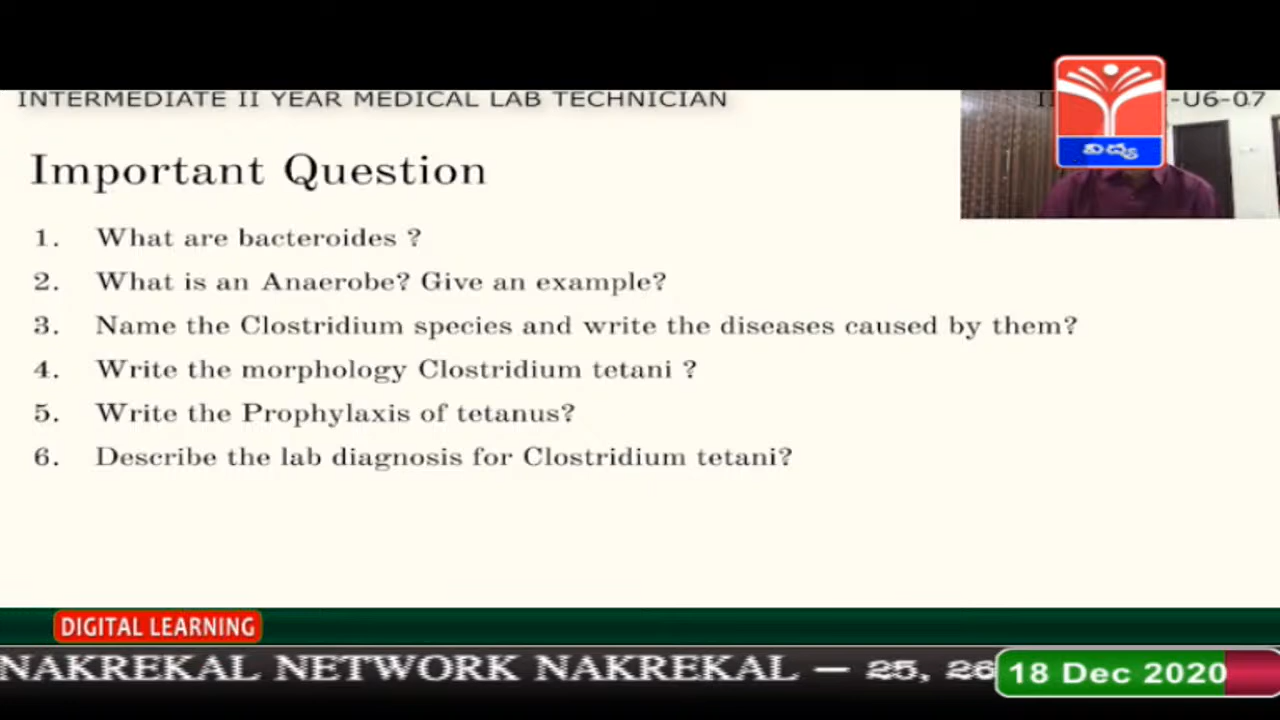 INTERMEDIATE II YEAR MEDICAL LAB TECHNICIAN
-U6-07
విద్య
Important Question
1. What are bacteroides ?
2. What is an Anaerobe? Give an example?
3. Name the Clostridium species and write the diseases caused by them?
4. Write the morphology Clostridium tetani ?
5. Write the Prophylaxis of tetanus?
6. Describe the lab diagnosis for Clostridium tetani?
DIGITAL LEARNING
NAKREKAL NETWORK NAKREKAL – 25, 26
18 Dec 2020